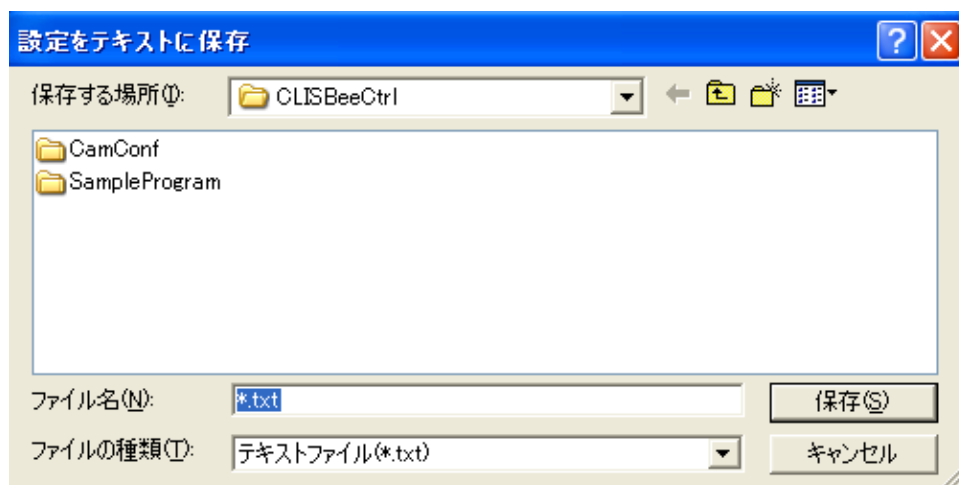 設定をテキストに保存
保存する場所(I):
CLISBeeCtrl
CamConf
SampleProgram
ファイル名(N):
*.txt
保存(S)
ファイルの種類(T):
テキストファイル(*.txt)
キャンセル